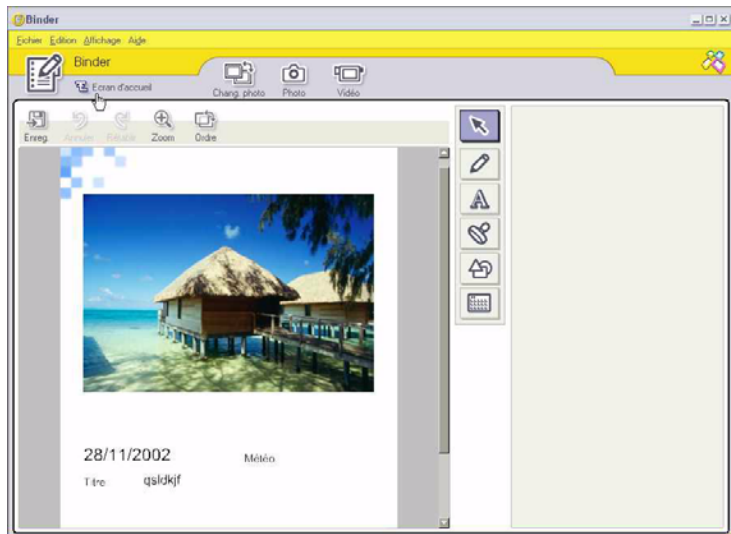 Binder
Fichier Edition Affichage Aide
Binder
Ecran d'accueil
Chang. photo Photo Vidéo
Enreg. Annuler Rétablir Zoom Ordre
28/11/2002 Météo
Titre qsldkjf